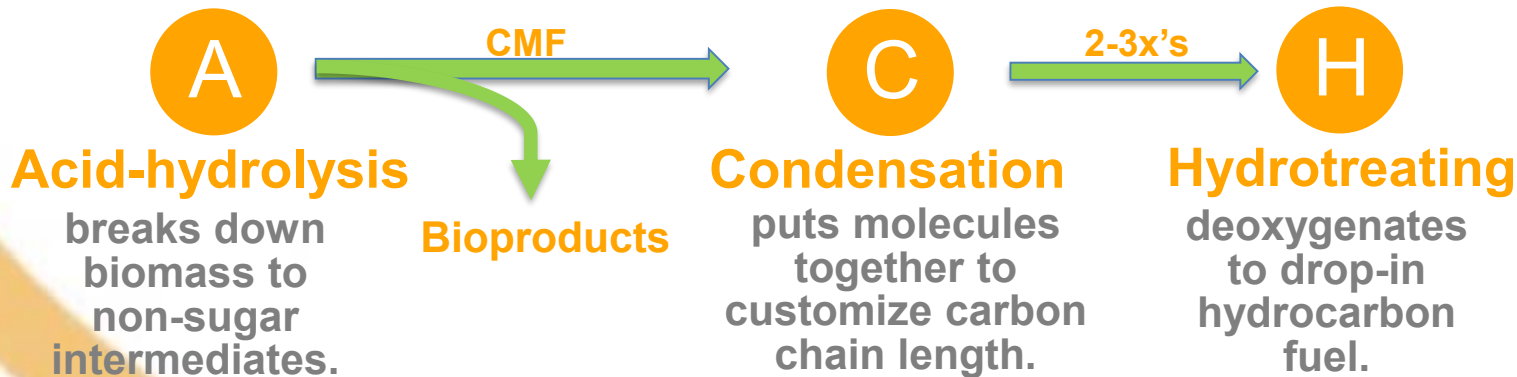 A
CMF
C
2-3x's
H
Acid-hydrolysis
breaks down
biomass to
non-sugar
intermediates.
Bioproducts
Condensation
puts molecules
together to
customize carbon
chain length.
Hydrotreating
deoxygenates
to drop-in
hydrocarbon
fuel.